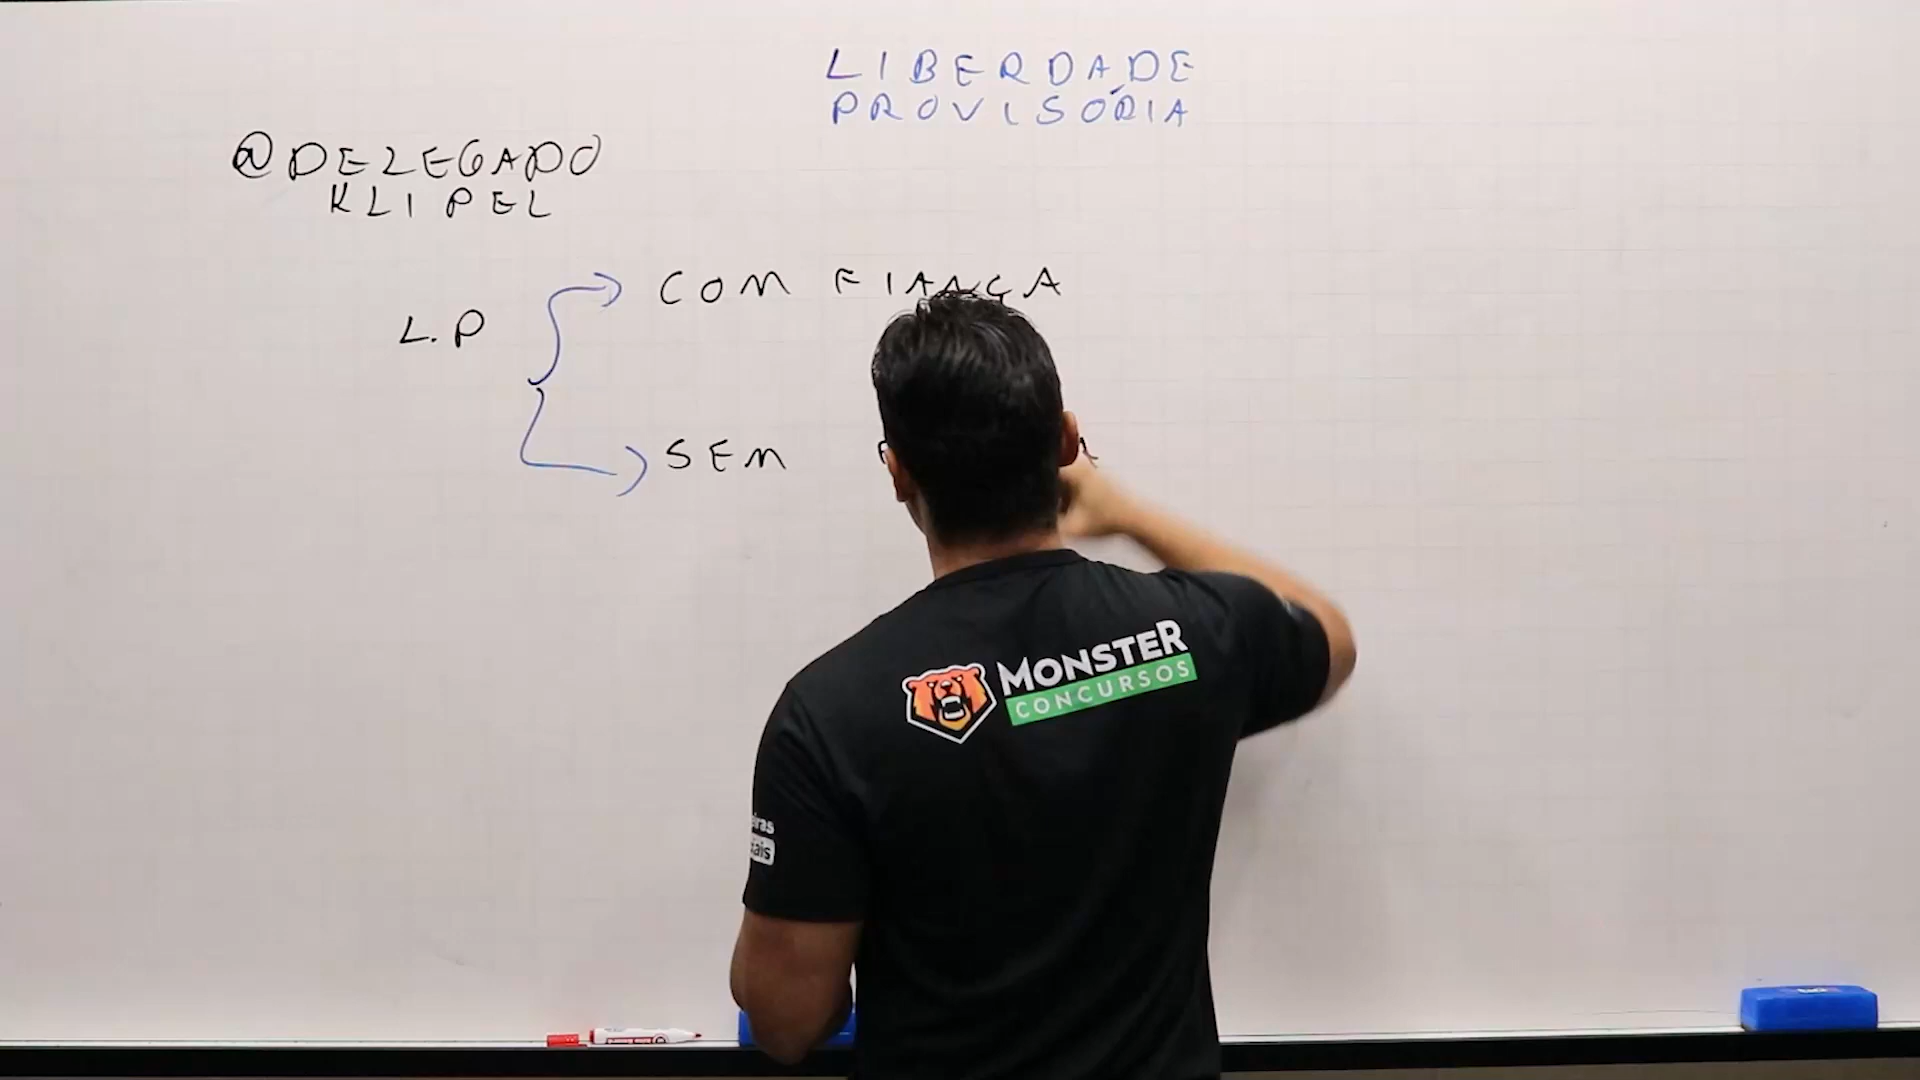 LIBERDADE
PROVISÓRIA
@DELEGADO
KLIPEL
COM FIANÇA
L.P
SEM
MONSTER
CONCURSOS